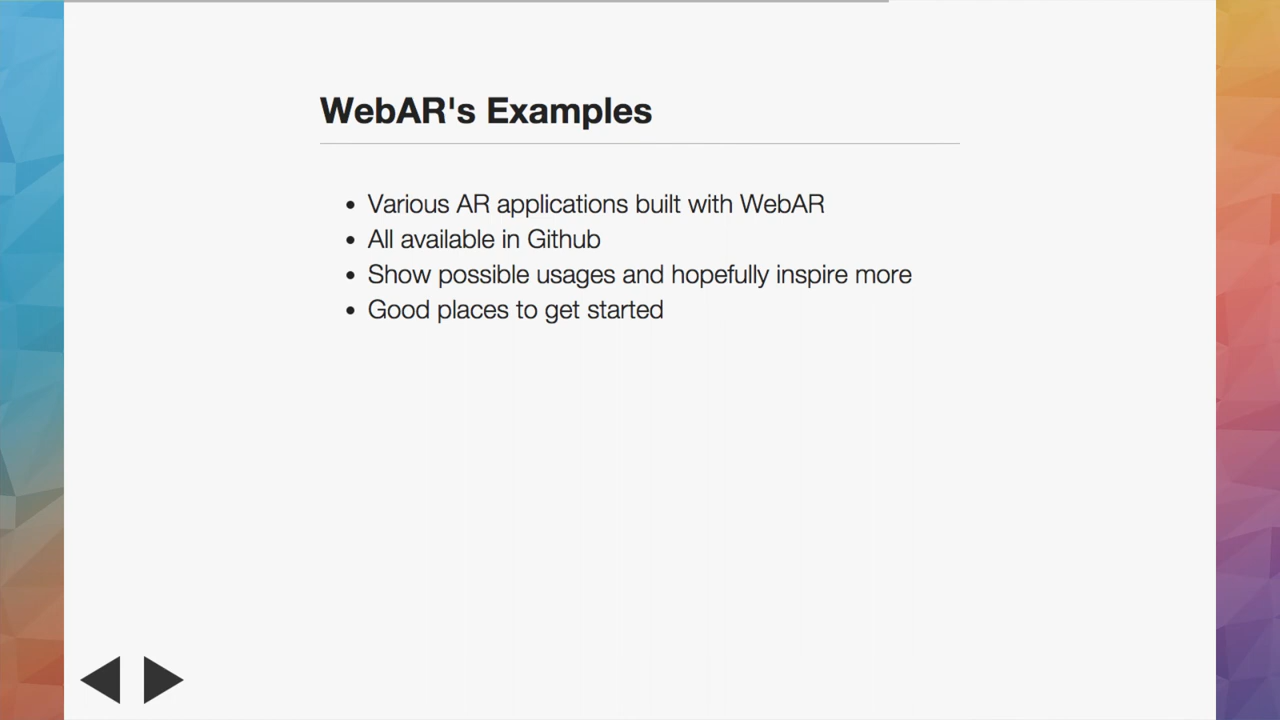 WebAR's Examples
• Various AR applications built with WebAR
• All available in Github
• Show possible usages and hopefully inspire more
• Good places to get started